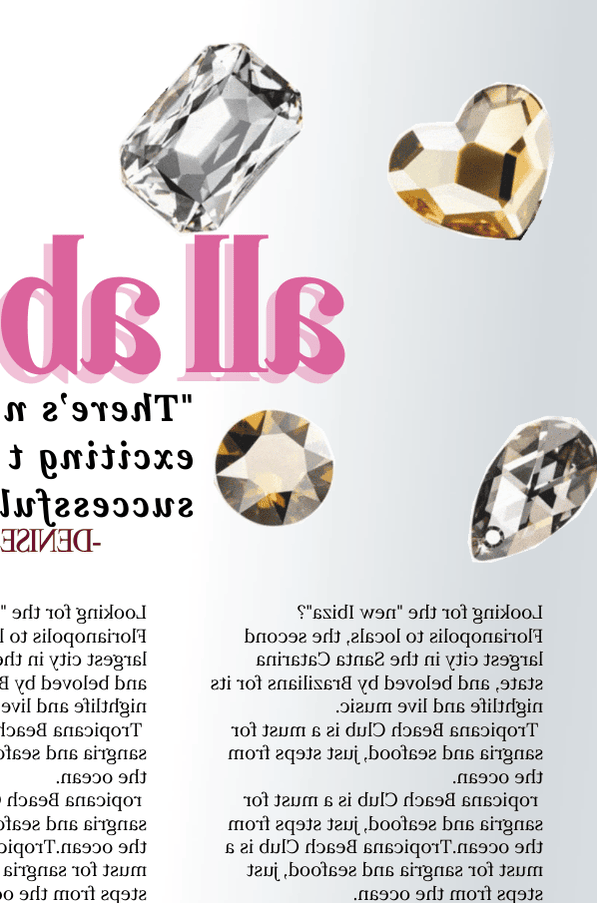 all ab
"There's n
exciting t
successful
-DENISE
Looking for the "new Ibiza"?
Florianopolis to locals, the second
largest city in the Santa Catarina
state, and beloved by Brazilians for its
nightlife and live music.
Tropicana Beach Club is a must for
sangria and seafood, just steps from
the ocean.
ropicana Beach Club is a must for
sangria and seafood, just steps from
the ocean.Tropicana Beach Club is a
must for sangria and seafood, just
steps from the ocean.
Looking for the "
Florianopolis to l
largest city in the
and beloved by B
nightlife and live
Tropicana Beach
sangria and seafo
the ocean.
ropicana Beach C
sangria and seafo
the ocean.Tropic
must for sangria
steps from the oc